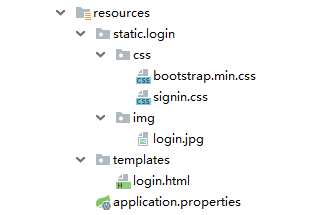 resources
static.login
css
bootstrap.min.css
signin.css
img
login.jpg
templates
login.html
application.properties